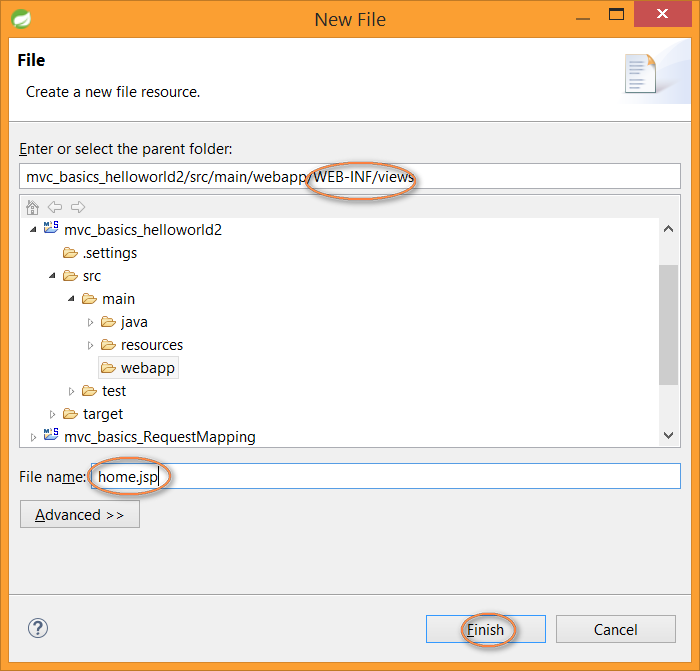 New File
File
Create a new file resource.
Enter or select the parent folder:
mvc_basics_helloworld2/src/main/webapp/WEB-INF/views
mvc_basics_helloworld2
.settings
src
main
java
resources
webapp
test
target
mvc_basics_RequestMapping
File name: home.jsp
Advanced >>
? Finish Cancel